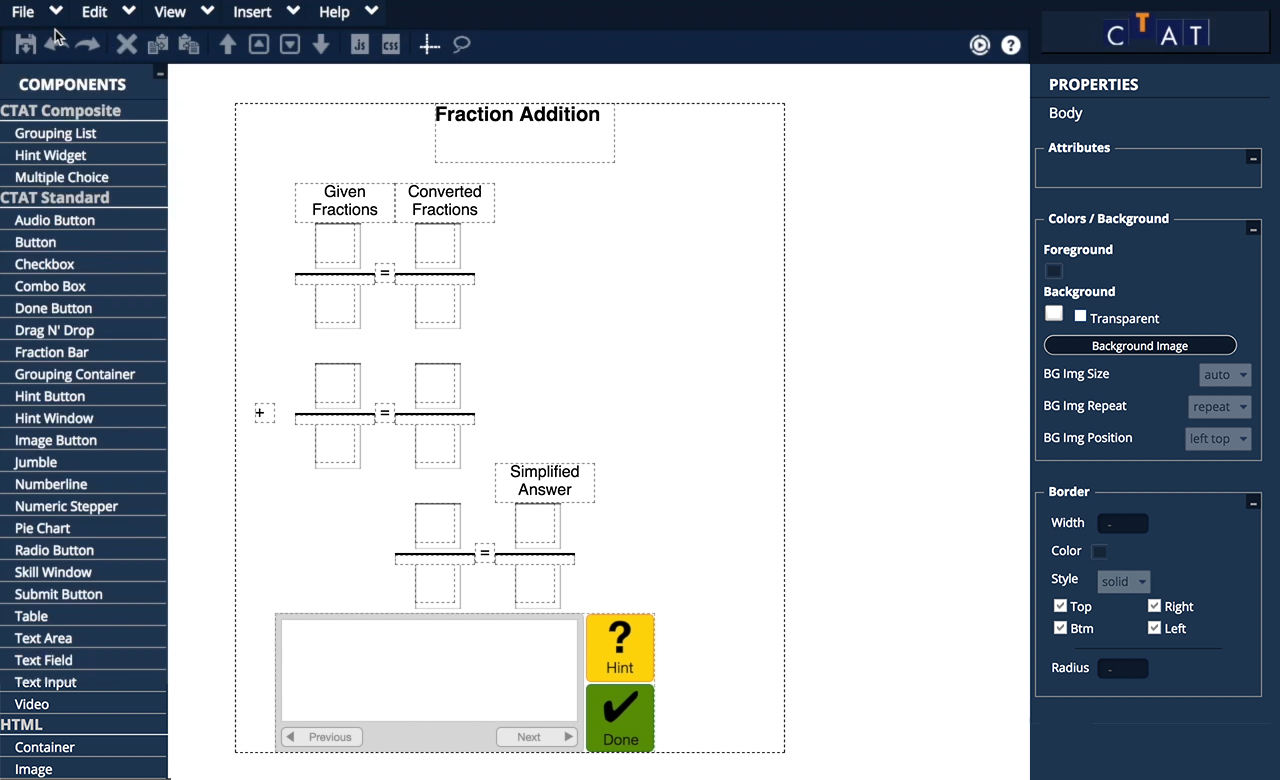 File Edit View Insert Help
js css ?
C T A T
COMPONENTS
CTAT Composite
Grouping List
Hint Widget
Multiple Choice
CTAT Standard
Audio Button
Button
Checkbox
Combo Box
Done Button
Drag N' Drop
Fraction Bar
Grouping Container
Hint Button
Hint Window
Image Button
Jumble
Numberline
Numeric Stepper
Pie Chart
Radio Button
Skill Window
Submit Button
Table
Text Area
Text Field
Text Input
Video
HTML
Container
Image
Fraction Addition
Given
Fractions
Converted
Fractions
=
+
=
Simplified
Answer
=
?
Hint
Done
Previous
Next
PROPERTIES
Body
Attributes
Colors / Background
Foreground
Background
Transparent
Background Image
BG Img Size auto
BG Img Repeat repeat
BG Img Position left top
Border
Width -
Color
Style solid
Top Right
Btm Left
Radius -